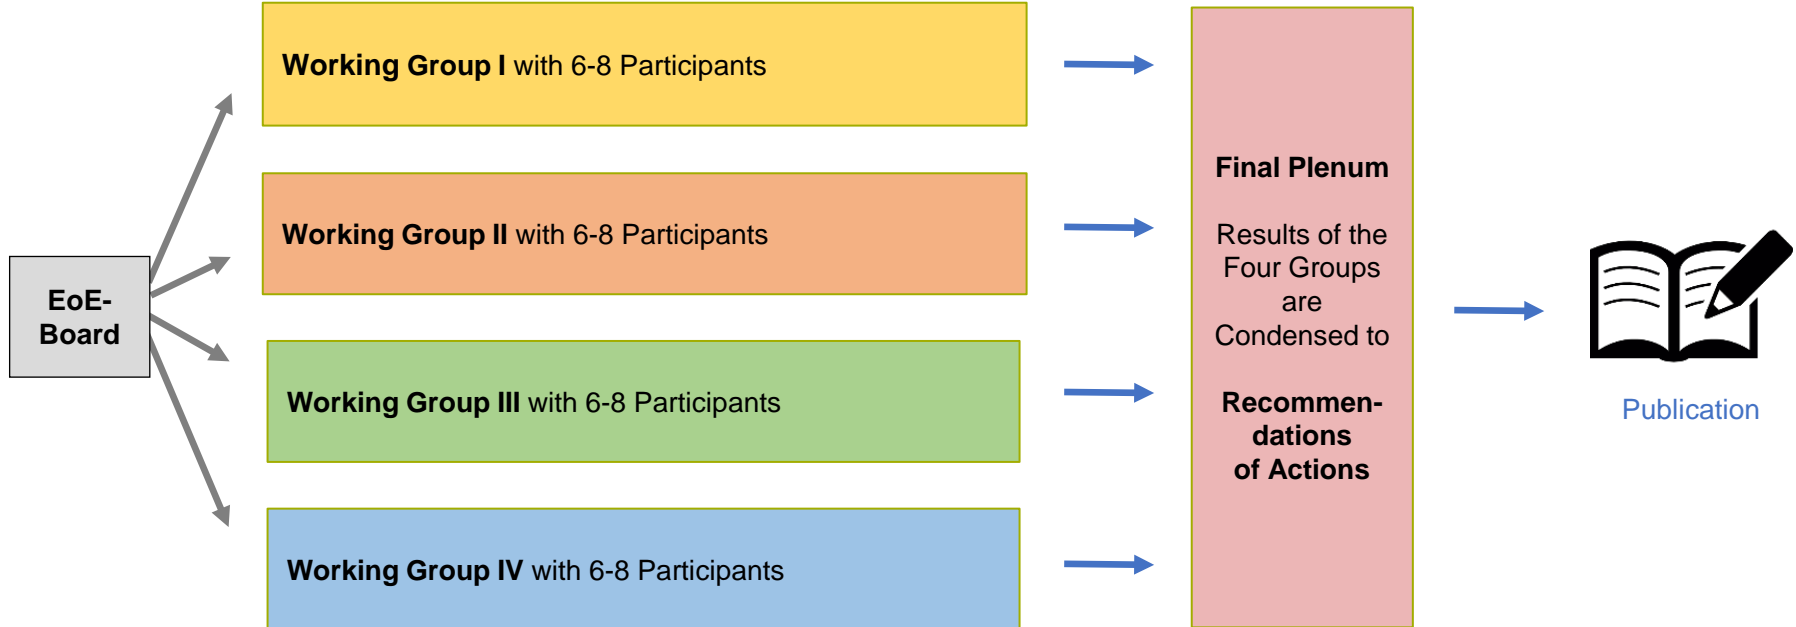 Working Group I with 6-8 Participants
Working Group II with 6-8 Participants
EoE-
Board
Working Group III with 6-8 Participants
Working Group IV with 6-8 Participants
Final Plenum
Results of the
Four Groups
are
Condensed to
Recommen-
dations
of Actions
Publication